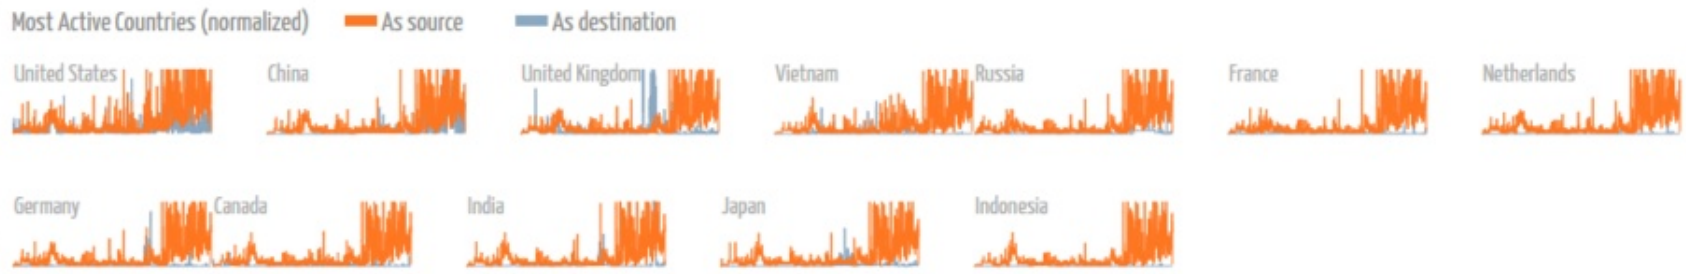 Most Active Countries (normalized) As source As destination
United States China United Kingdom Vietnam Russia France Netherlands
Germany Canada India Japan Indonesia